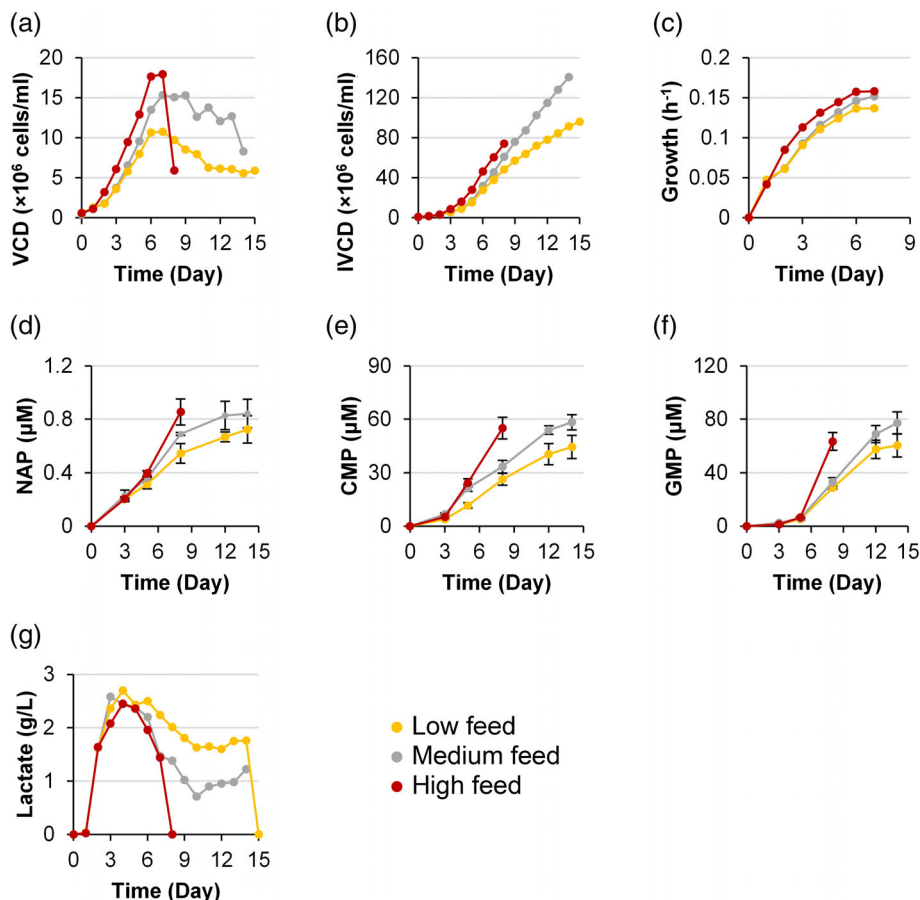 (a)
VCD (×10⁶ cells/ml)
20
15
10
5
0
0 3 6 9 12 15
Time (Day)
(b)
IVCD (×10⁶ cells/ml)
160
120
80
40
0
0 3 6 9 12 15
Time (Day)
(c)
Growth (h⁻¹)
0.2
0.15
0.1
0.05
0
0 3 6 9
Time (Day)
(d)
NAP (µM)
1.2
0.8
0.4
0
0 3 6 9 12 15
Time (Day)
(e)
CMP (µM)
90
60
30
0
0 3 6 9 12 15
Time (Day)
(f)
GMP (µM)
120
80
40
0
0 3 6 9 12 15
Time (Day)
(g)
Lactate (g/L)
3
2
1
0
0 3 6 9 12 15
Time (Day)
Low feed
Medium feed
High feed